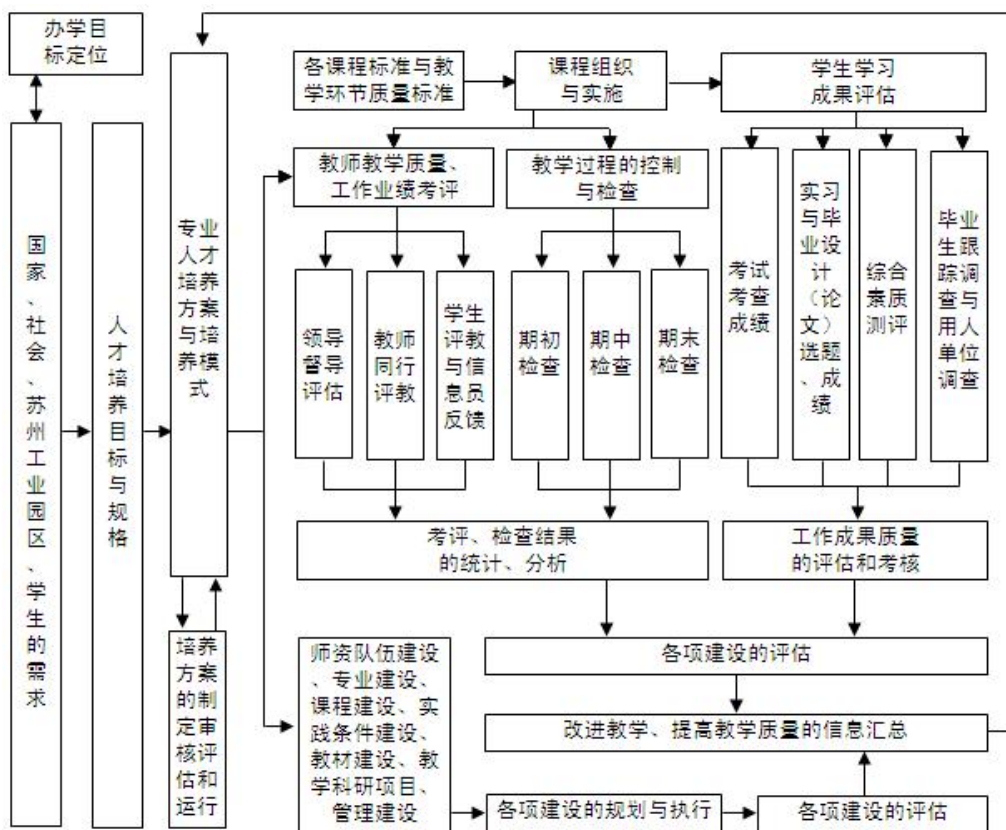 办学目
标定位
国家、社会、苏州工业园区、学生的需求
人才培养目标与规格
专业
人才
培养
方案
与培
养模
式
培养
方案
的制
定审
核评
估和
运行
各课程标准与教
学环节质量标准
课程组织
与实施
学生学习
成果评估
教师教学质量、
工作业绩考评
教学过程的控制
与检查
领导
督导
评估
教师
同行
评教
学生
评教
与信
息员
反馈
期初
检查
期中
检查
期末
检查
考试
考查
成绩
实习
与毕
业设
计
（论
文）
选题
、成
绩
综合
素质
测评
毕业
生跟
踪调
查与
用人
单位
调查
考评、检查结果
的统计、分析
工作成果质量
的评估和考核
师资队伍建设
、专业建设、
课程建设、实
践条件建设、
教材建设、教
学科研项目、
管理建设
各项建设的评估
改进教学、提高教学质量的信息汇总
各项建设的规划与执行
各项建设的评估